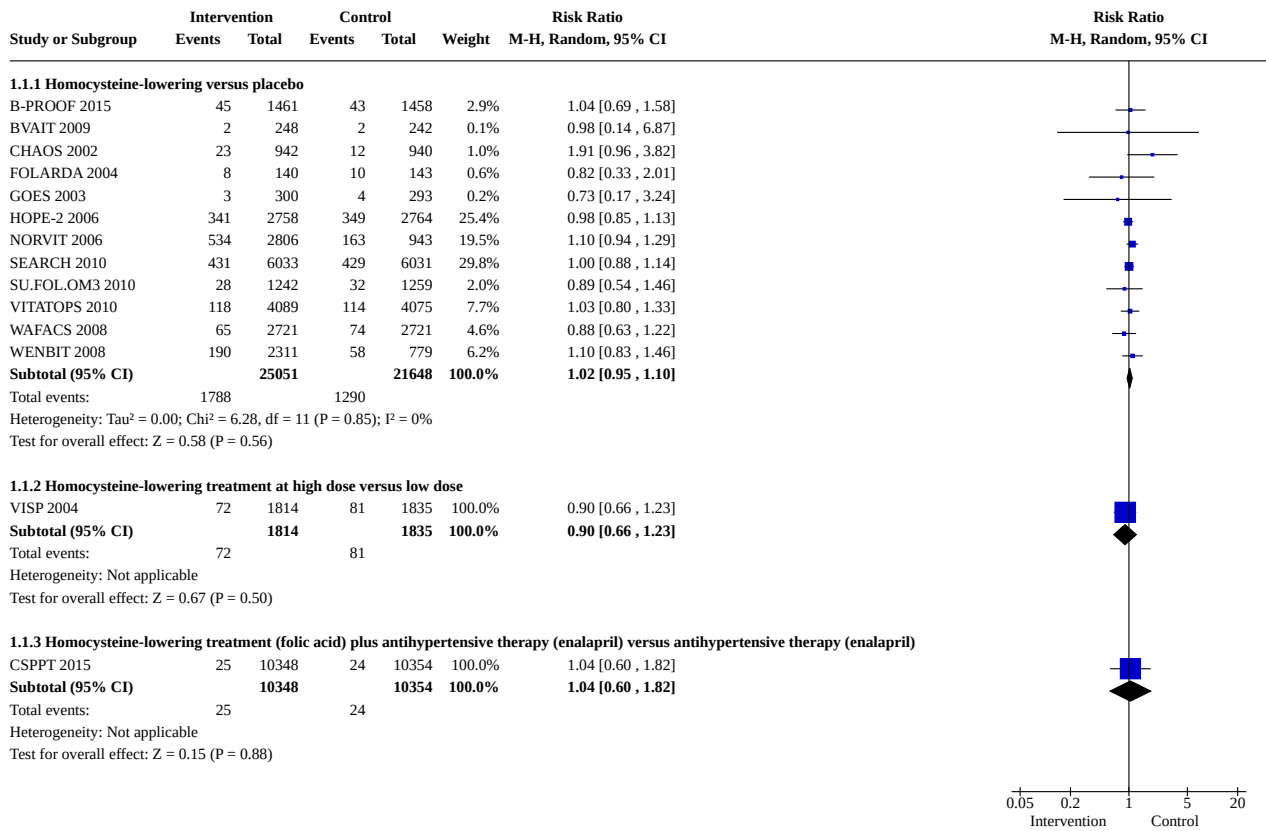 Intervention Control Risk Ratio Risk Ratio
Study or Subgroup Events Total Events Total Weight M-H, Random, 95% CI M-H, Random, 95% CI
1.1.1 Homocysteine-lowering versus placebo
B-PROOF 2015 45 1461 43 1458 2.9% 1.04 [0.69 , 1.58]
BVAIT 2009 2 248 2 242 0.1% 0.98 [0.14 , 6.87]
CHAOS 2002 23 942 12 940 1.0% 1.91 [0.96 , 3.82]
FOLARDA 2004 8 140 10 143 0.6% 0.82 [0.33 , 2.01]
GOES 2003 3 300 4 293 0.2% 0.73 [0.17 , 3.24]
HOPE-2 2006 341 2758 349 2764 25.4% 0.98 [0.85 , 1.13]
NORVIT 2006 534 2806 163 943 19.5% 1.10 [0.94 , 1.29]
SEARCH 2010 431 6033 429 6031 29.8% 1.00 [0.88 , 1.14]
SU.FOL.OM3 2010 28 1242 32 1259 2.0% 0.89 [0.54 , 1.46]
VITATOPS 2010 118 4089 114 4075 7.7% 1.03 [0.80 , 1.33]
WAFACS 2008 65 2721 74 2721 4.6% 0.88 [0.63 , 1.22]
WENBIT 2008 190 2311 58 779 6.2% 1.10 [0.83 , 1.46]
Subtotal (95% CI) 25051 21648 100.0% 1.02 [0.95 , 1.10]
Total events: 1788 1290
Heterogeneity: Tau² = 0.00; Chi² = 6.28, df = 11 (P = 0.85); I² = 0%
Test for overall effect: Z = 0.58 (P = 0.56)
1.1.2 Homocysteine-lowering treatment at high dose versus low dose
VISP 2004 72 1814 81 1835 100.0% 0.90 [0.66 , 1.23]
Subtotal (95% CI) 1814 1835 100.0% 0.90 [0.66 , 1.23]
Total events: 72 81
Heterogeneity: Not applicable
Test for overall effect: Z = 0.67 (P = 0.50)
1.1.3 Homocysteine-lowering treatment (folic acid) plus antihypertensive therapy (enalapril) versus antihypertensive therapy (enalapril)
CSPPT 2015 25 10348 24 10354 100.0% 1.04 [0.60 , 1.82]
Subtotal (95% CI) 10348 10354 100.0% 1.04 [0.60 , 1.82]
Total events: 25 24
Heterogeneity: Not applicable
Test for overall effect: Z = 0.15 (P = 0.88)
0.05 0.2 1 5 20
Intervention Control